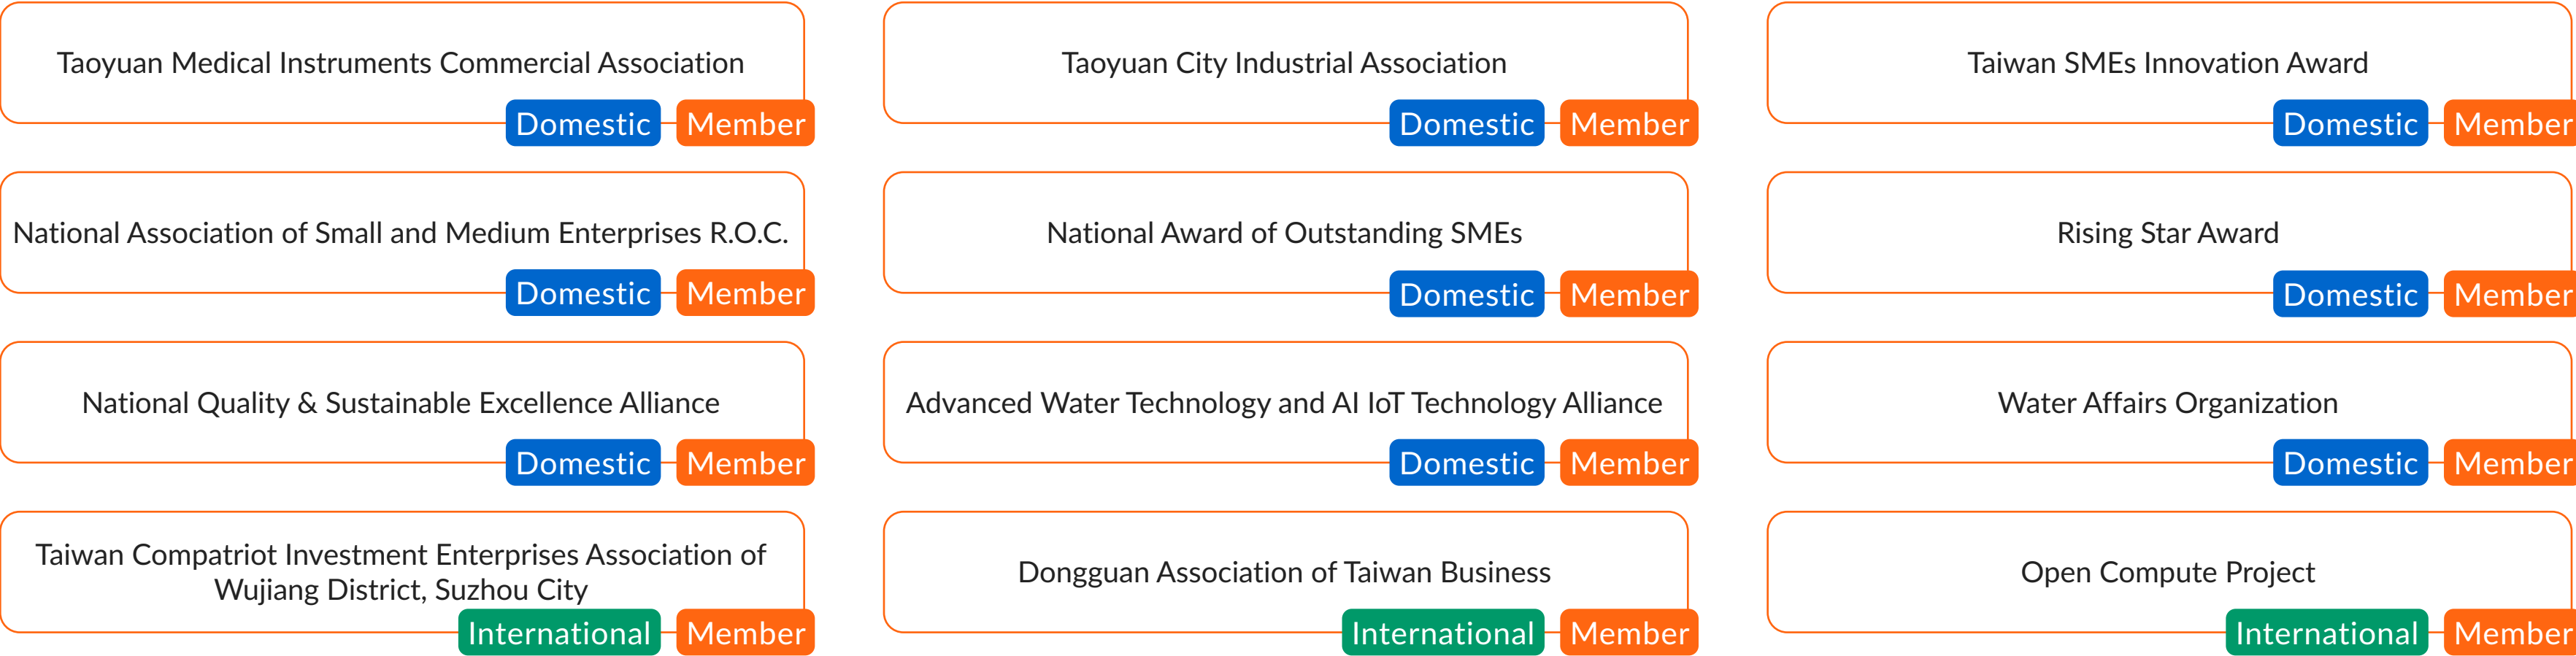 Taoyuan Medical Instruments Commercial Association
Domestic Member
Taoyuan City Industrial Association
Domestic Member
Taiwan SMEs Innovation Award
Domestic Member
National Association of Small and Medium Enterprises R.O.C.
Domestic Member
National Award of Outstanding SMEs
Domestic Member
Rising Star Award
Domestic Member
National Quality & Sustainable Excellence Alliance
Domestic Member
Advanced Water Technology and AI IoT Technology Alliance
Domestic Member
Water Affairs Organization
Domestic Member
Taiwan Compatriot Investment Enterprises Association of
Wujiang District, Suzhou City
International Member
Dongguan Association of Taiwan Business
International Member
Open Compute Project
International Member